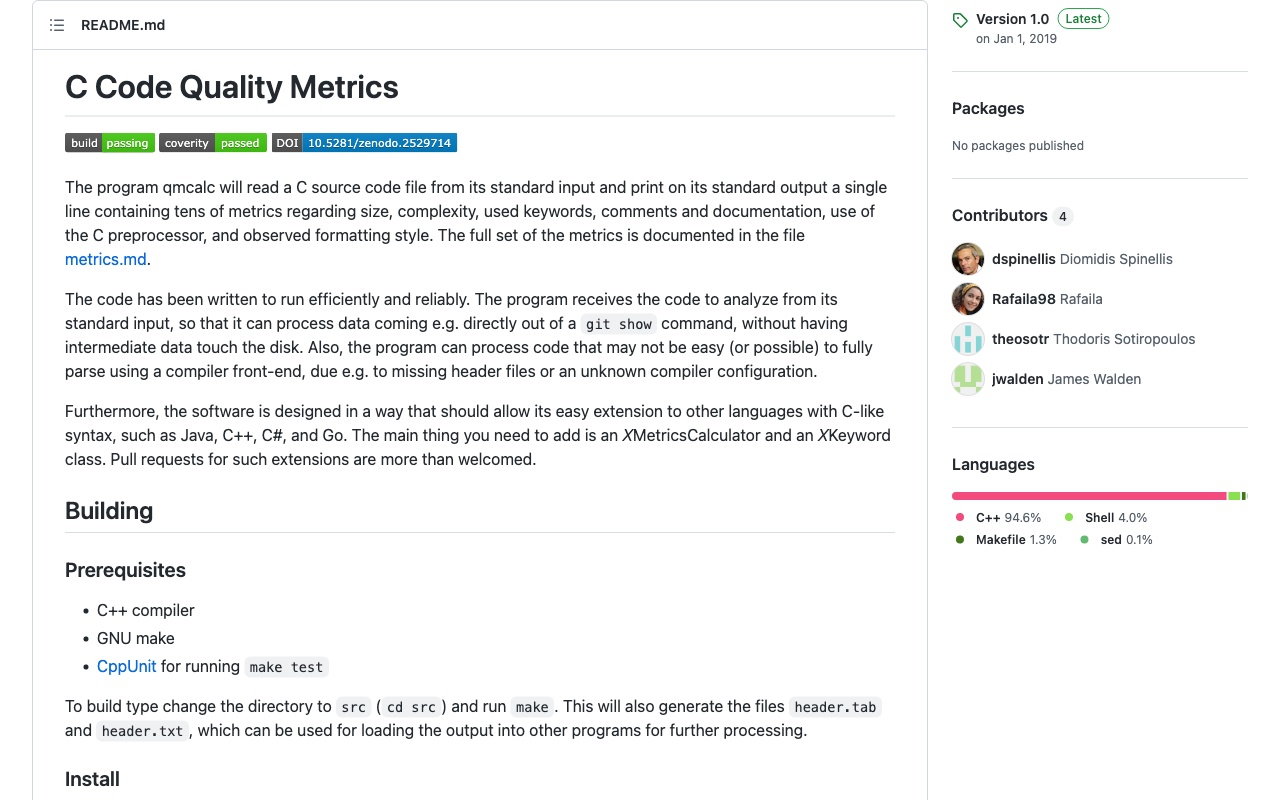 README.md
C Code Quality Metrics
build passing coverity passed DOI 10.5281/zenodo.2529714
The program qmcalc will read a C source code file from its standard input and print on its standard output a single
line containing tens of metrics regarding size, complexity, used keywords, comments and documentation, use of
the C preprocessor, and observed formatting style. The full set of the metrics is documented in the file
metrics.md.
The code has been written to run efficiently and reliably. The program receives the code to analyze from its
standard input, so that it can process data coming e.g. directly out of a git show command, without having
intermediate data touch the disk. Also, the program can process code that may not be easy (or possible) to fully
parse using a compiler front-end, due e.g. to missing header files or an unknown compiler configuration.
Furthermore, the software is designed in a way that should allow its easy extension to other languages with C-like
syntax, such as Java, C++, C#, and Go. The main thing you need to add is an XMetricsCalculator and an XKeyword
class. Pull requests for such extensions are more than welcomed.
Building
Prerequisites
• C++ compiler
• GNU make
• CppUnit for running make test
To build type change the directory to src ( cd src ) and run make . This will also generate the files header.tab
and header.txt , which can be used for loading the output into other programs for further processing.
Install
Version 1.0 Latest
on Jan 1, 2019
Packages
No packages published
Contributors 4
dspinellis Diomidis Spinellis
Rafaila98 Rafaila
theosotr Thodoris Sotiropoulos
jwalden James Walden
Languages
C++ 94.6% Shell 4.0%
Makefile 1.3% sed 0.1%